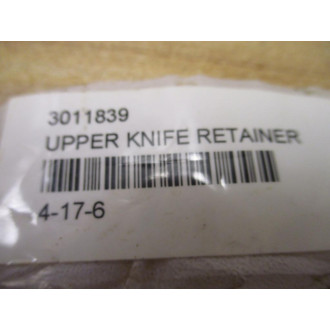 3011839
UPPER KNIFE RETAINER
4-17-6